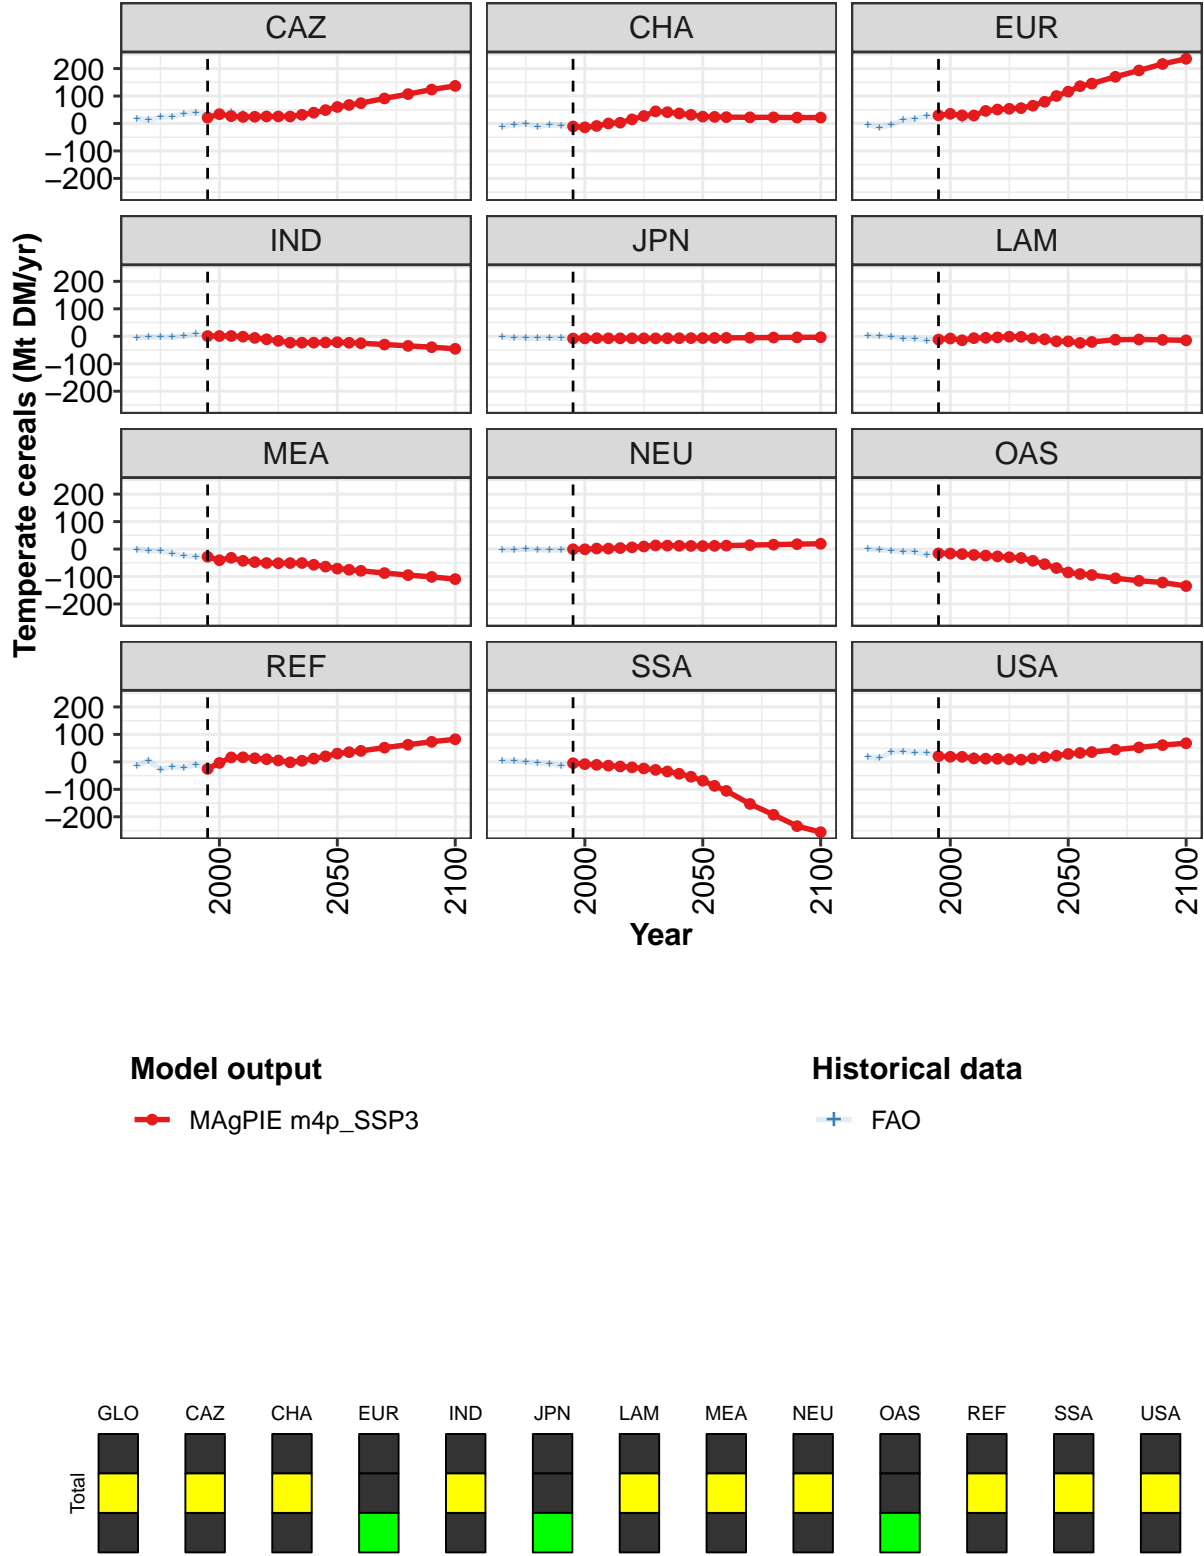 CAZ CHA EUR
200
100
0
−100
−200
IND JPN LAM
200
100
0
−100
−200
MEA NEU OAS
200
100
0
−100
−200
REF SSA USA
200
100
0
−100
−200
Temperate cereals (Mt DM/yr)
2000 2050 2100 2000 2050 2100 2000 2050 2100
Year
Model output Historical data
MAgPIE m4p_SSP3 FAO
GLO CAZ CHA EUR IND JPN LAM MEA NEU OAS REF SSA USA
Total